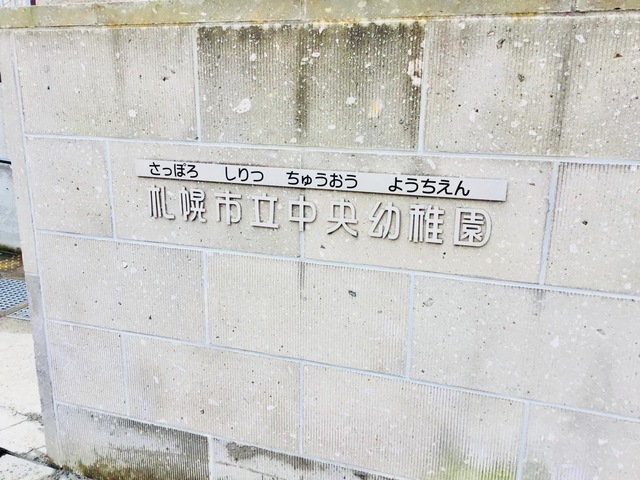 さっぽろ しりつ ちゅうおう ようちえん
札幌市立中央幼稚園